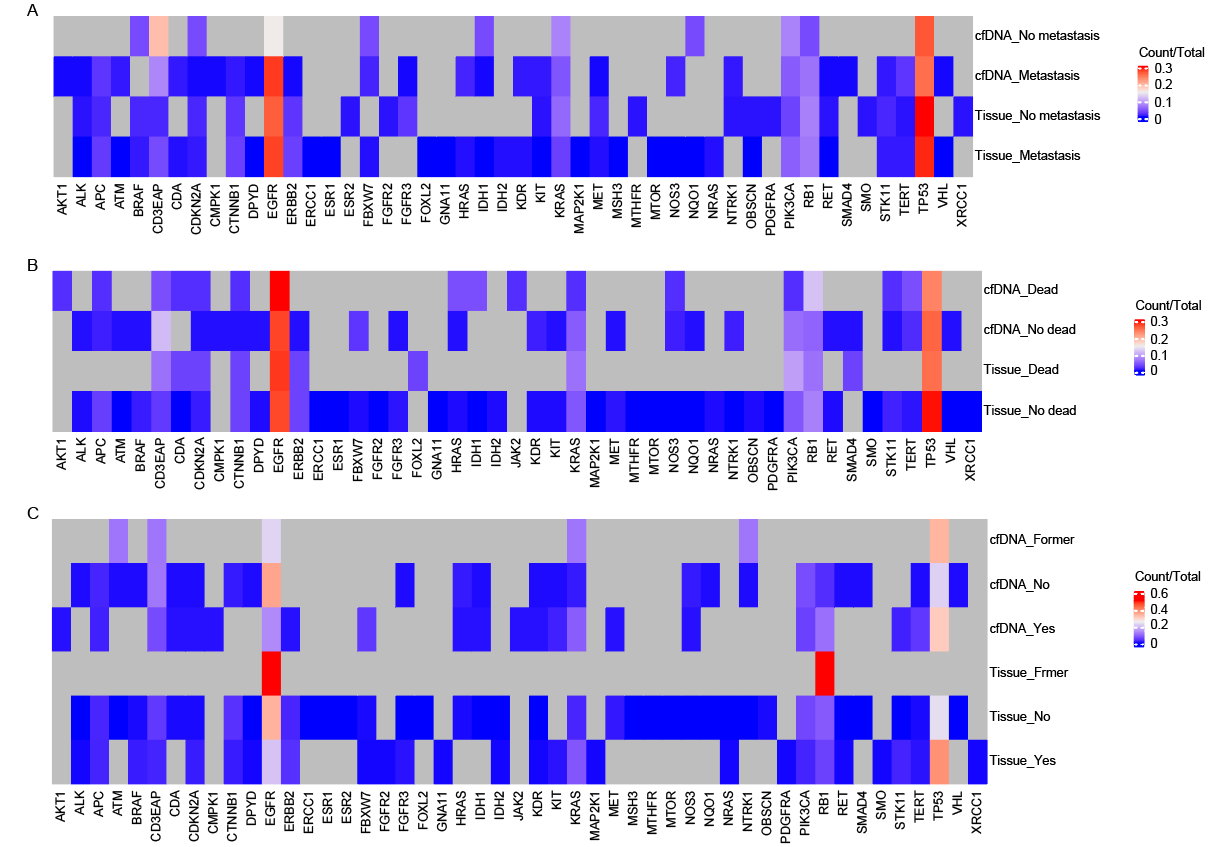 A
cfDNA_No metastasis
cfDNA_Metastasis
Tissue_No metastasis
Tissue_Metastasis
Count/Total
0.3
0.2
0.1
0
AKT1 ALK APC ATM BRAF CD3EAP CDA CDKN2A CMPK1 CTNNB1 DPYD EGFR ERBB2 ERCC1 ESR1 ESR2 FBXW7 FGFR2 FGFR3 FOXL2 GNA11 HRAS IDH1 IDH2 KDR KIT KRAS MAP2K1 MET MSH3 MTHFR MTOR NOS3 NQO1 NRAS NTRK1 OBSCN PDGFRA PIK3CA RB1 RET SMAD4 SMO STK11 TERT TP53 VHL XRCC1
B
cfDNA_Dead
cfDNA_No dead
Tissue_Dead
Tissue_No dead
Count/Total
0.3
0.2
0.1
0
AKT1 ALK APC ATM BRAF CD3EAP CDA CDKN2A CMPK1 CTNNB1 DPYD EGFR ERBB2 ERCC1 ESR1 FBXW7 FGFR2 FGFR3 FOXL2 GNA11 HRAS IDH1 IDH2 JAK2 KDR KIT KRAS MAP2K1 MET MTHFR MTOR NOS3 NQO1 NRAS NTRK1 OBSCN PDGFRA PIK3CA RB1 RET SMAD4 SMO STK11 TERT TP53 VHL XRCC1
C
cfDNA_Former
cfDNA_No
cfDNA_Yes
Tissue_Frmer
Tissue_No
Tissue_Yes
Count/Total
0.6
0.4
0.2
0
AKT1 ALK APC ATM BRAF CD3EAP CDA CDKN2A CMPK1 CTNNB1 DPYD EGFR ERBB2 ERCC1 ESR1 ESR2 FBXW7 FGFR2 FGFR3 FOXL2 GNA11 HRAS IDH1 IDH2 JAK2 KDR KIT KRAS MAP2K1 MET MSH3 MTHFR MTOR NOS3 NQO1 NRAS NTRK1 OBSCN PDGFRA PIK3CA RB1 RET SMAD4 SMO STK11 TERT TP53 VHL XRCC1